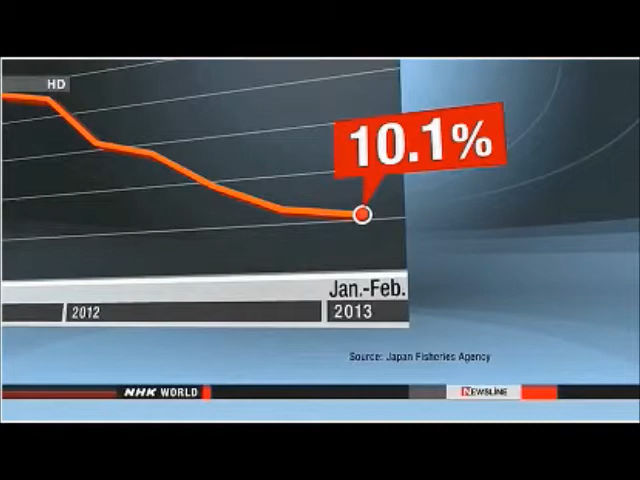 HD
10.1%
Jan.-Feb.
2012
2013
Source: Japan Fisheries Agency
NHK WORLD
NEWSLINE